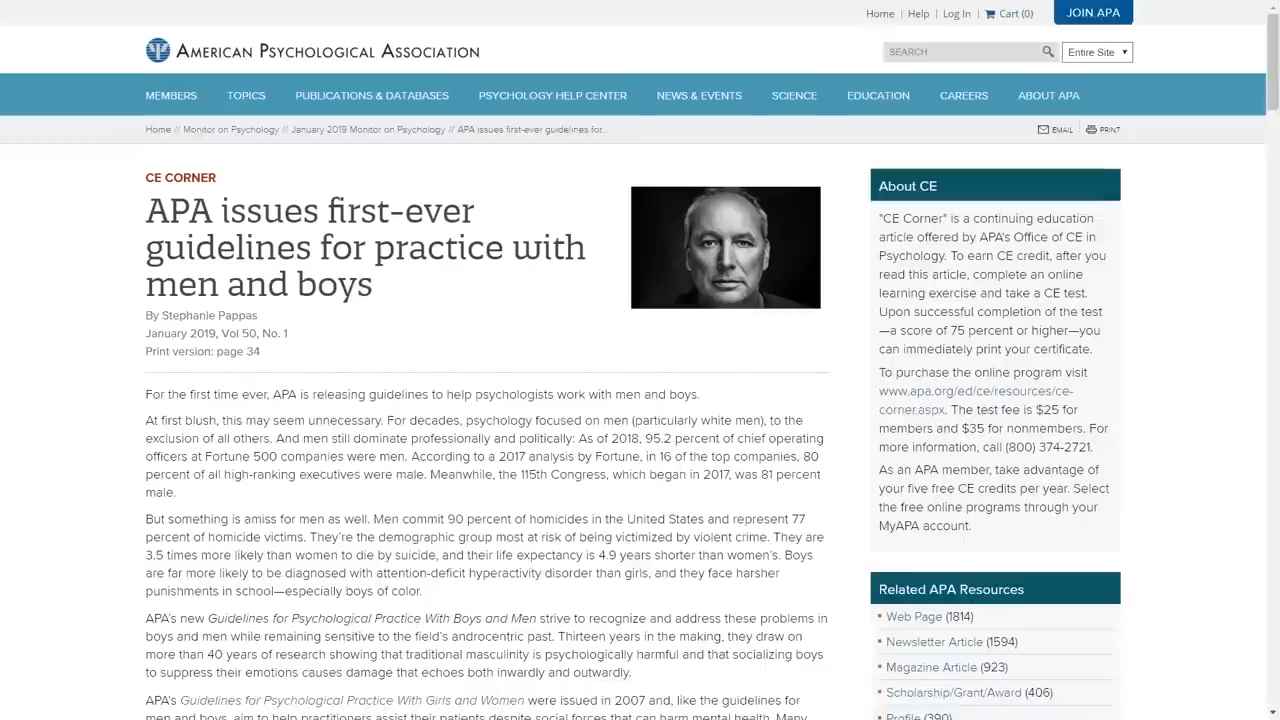 Home | Help | Log In | Cart (0) JOIN APA
AMERICAN PSYCHOLOGICAL ASSOCIATION
SEARCH
Entire Site
MEMBERS TOPICS PUBLICATIONS & DATABASES PSYCHOLOGY HELP CENTER NEWS & EVENTS SCIENCE EDUCATION CAREERS ABOUT APA
Home // Monitor on Psychology // January 2019 Monitor on Psychology // APA issues first-ever guidelines for...
EMAIL PRINT
CE CORNER
APA issues first-ever
guidelines for practice with
men and boys
By Stephanie Pappas
January 2019, Vol 50, No. 1
Print version: page 34
For the first time ever, APA is releasing guidelines to help psychologists work with men and boys.
At first blush, this may seem unnecessary. For decades, psychology focused on men (particularly white men), to the
exclusion of all others. And men still dominate professionally and politically: As of 2018, 95.2 percent of chief operating
officers at Fortune 500 companies were men. According to a 2017 analysis by Fortune, in 16 of the top companies, 80
percent of all high-ranking executives were male. Meanwhile, the 115th Congress, which began in 2017, was 81 percent
male.
But something is amiss for men as well. Men commit 90 percent of homicides in the United States and represent 77
percent of homicide victims. They're the demographic group most at risk of being victimized by violent crime. They are
3.5 times more likely than women to die by suicide, and their life expectancy is 4.9 years shorter than women's. Boys
are far more likely to be diagnosed with attention-deficit hyperactivity disorder than girls, and they face harsher
punishments in school—especially boys of color.
APA's new Guidelines for Psychological Practice With Boys and Men strive to recognize and address these problems in
boys and men while remaining sensitive to the field's androcentric past. Thirteen years in the making, they draw on
more than 40 years of research showing that traditional masculinity is psychologically harmful and that socializing boys
to suppress their emotions causes damage that echoes both inwardly and outwardly.
APA's Guidelines for Psychological Practice With Girls and Women were issued in 2007 and, like the guidelines for
men and boys, aim to help practitioners assist their patients despite social forces that can harm mental health. Many
About CE
"CE Corner" is a continuing education
article offered by APA's Office of CE in
Psychology. To earn CE credit, after you
read this article, complete an online
learning exercise and take a CE test.
Upon successful completion of the test
—a score of 75 percent or higher—you
can immediately print your certificate.
To purchase the online program visit
www.apa.org/ed/ce/resources/ce-
corner.aspx. The test fee is $25 for
members and $35 for nonmembers. For
more information, call (800) 374-2721.
As an APA member, take advantage of
your five free CE credits per year. Select
the free online programs through your
MyAPA account.
Related APA Resources
Web Page (1814)
Newsletter Article (1594)
Magazine Article (923)
Scholarship/Grant/Award (406)
Profile (390)